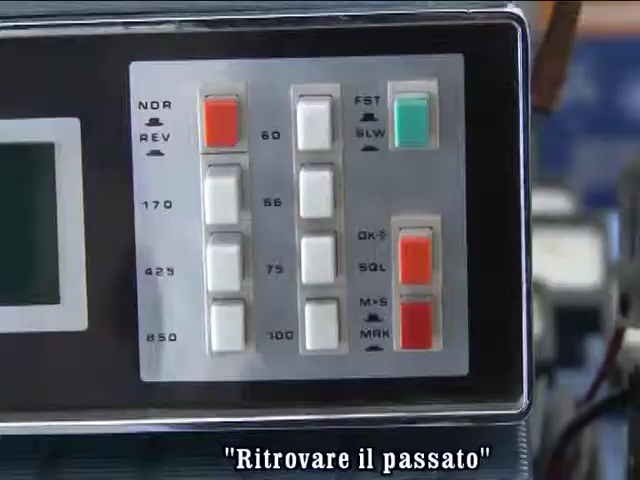 NOR
REV
170
425
850
60
66
75
100
FST
SLW
SQL
M+S
MRK
"Ritrovare il passato"